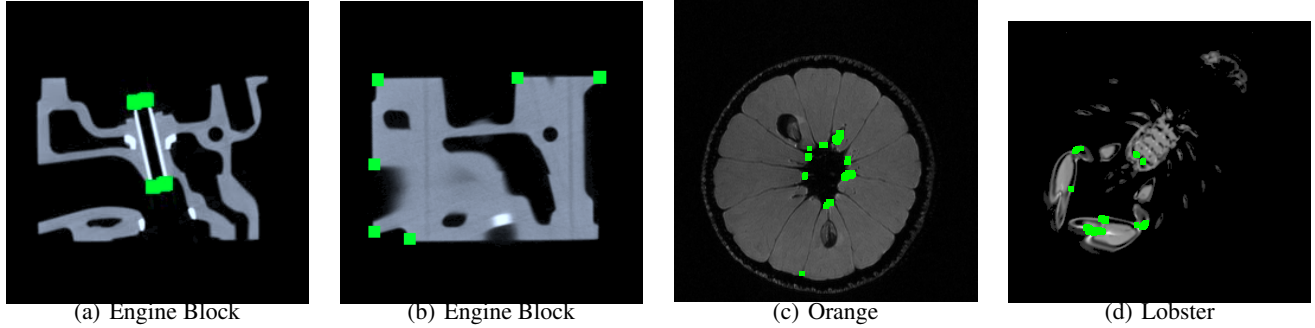 (a) Engine Block
(b) Engine Block
(c) Orange
(d) Lobster